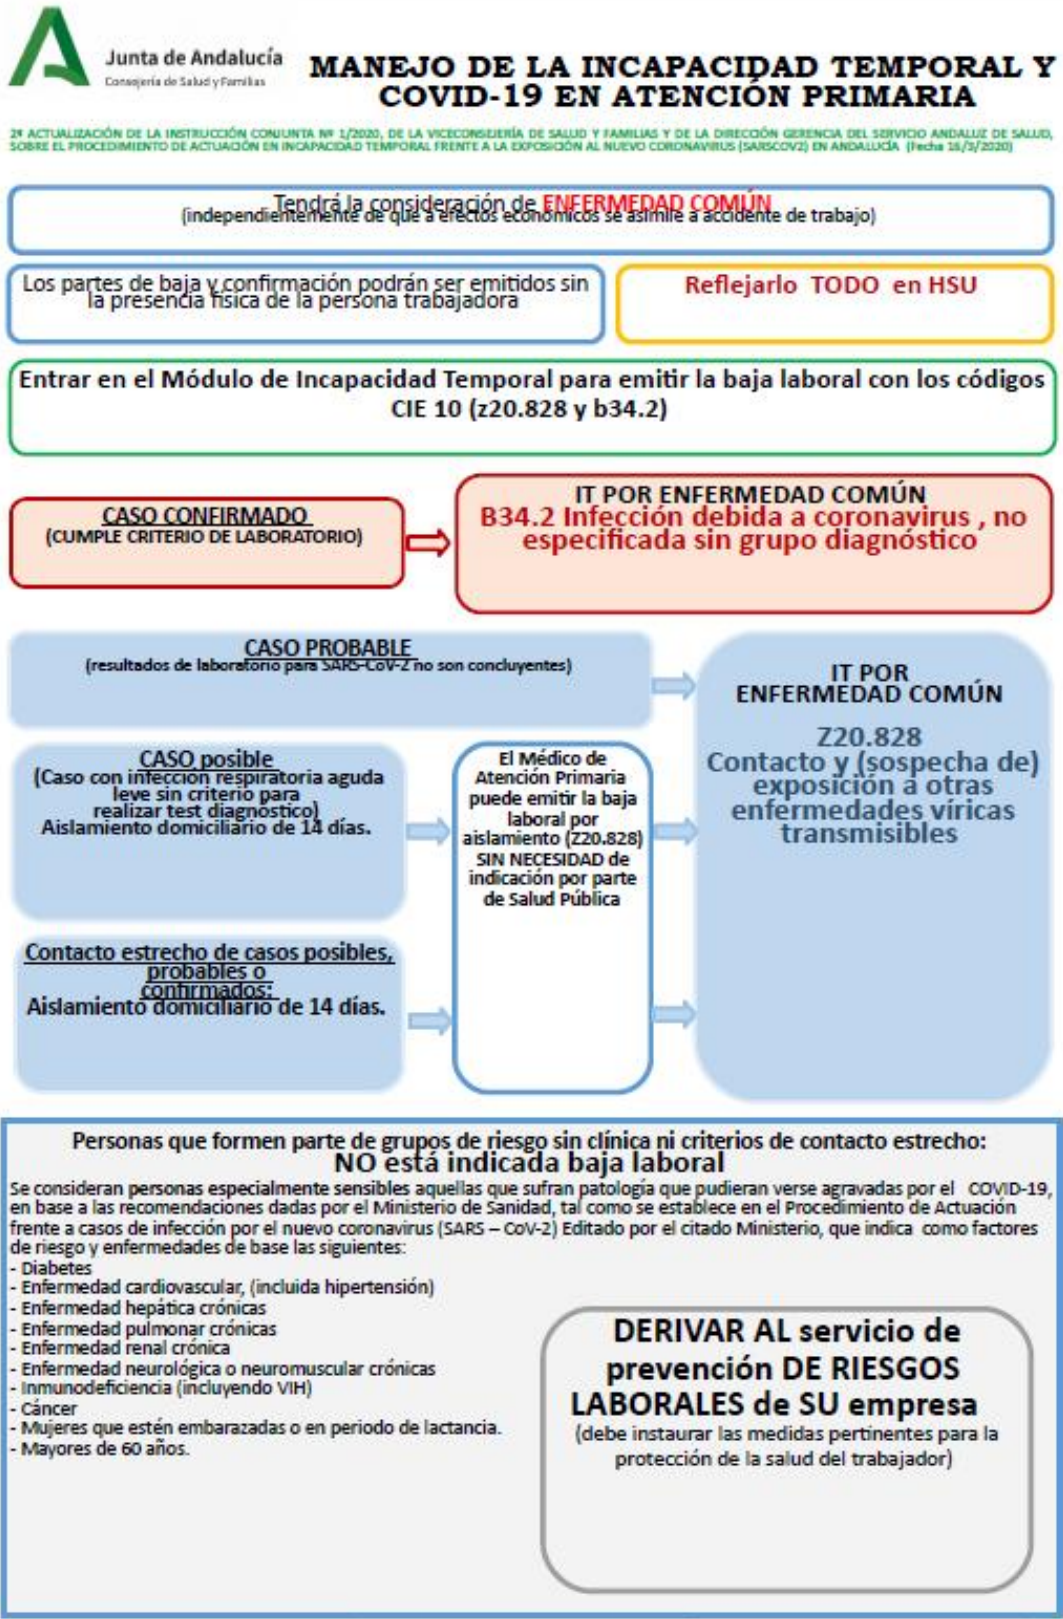 Junta de Andalucía
Consejería de Salud y Familias
MANEJO DE LA INCAPACIDAD TEMPORAL Y
COVID-19 EN ATENCIÓN PRIMARIA
2ª ACTUALIZACIÓN DE LA INSTRUCCIÓN CONJUNTA Nº 1/2020, DE LA VICECONSEJERÍA DE SALUD Y FAMILIAS Y DE LA DIRECCIÓN GERENCIA DEL SERVICIO ANDALUZ DE SALUD,
SOBRE EL PROCEDIMIENTO DE ACTUACIÓN EN INCAPACIDAD TEMPORAL FRENTE A LA EXPOSICIÓN AL NUEVO CORONAVIRUS (SARSCOV2) EN ANDALUCÍA (Fecha 16/3/2020)
Tendrá la consideración de ENFERMEDAD COMÚN
(independientemente de que a efectos económicos se asimile a accidente de trabajo)
Los partes de baja y confirmación podrán ser emitidos sin
la presencia física de la persona trabajadora
Reflejarlo TODO en HSU
Entrar en el Módulo de Incapacidad Temporal para emitir la baja laboral con los códigos
CIE 10 (z20.828 y b34.2)
CASO CONFIRMADO
(CUMPLE CRITERIO DE LABORATORIO)
IT POR ENFERMEDAD COMÚN
B34.2 Infección debida a coronavirus , no
especificada sin grupo diagnóstico
CASO PROBABLE
(resultados de laboratorio para SARS-CoV-2 no son concluyentes)
CASO posible
(Caso con infección respiratoria aguda
leve sin criterio para
realizar test diagnóstico)
Aislamiento domiciliario de 14 días.
Contacto estrecho de casos posibles,
probables o
confirmados:
Aislamiento domiciliario de 14 días.
El Médico de
Atención Primaria
puede emitir la baja
laboral por
aislamiento (Z20.828)
SIN NECESIDAD de
indicación por parte
de Salud Pública
IT POR
ENFERMEDAD COMÚN
Z20.828
Contacto y (sospecha de)
exposición a otras
enfermedades víricas
transmisibles
Personas que formen parte de grupos de riesgo sin clínica ni criterios de contacto estrecho:
NO está indicada baja laboral
Se consideran personas especialmente sensibles aquellas que sufran patología que pudieran verse agravadas por el COVID-19,
en base a las recomendaciones dadas por el Ministerio de Sanidad, tal como se establece en el Procedimiento de Actuación
frente a casos de infección por el nuevo coronavirus (SARS – CoV-2) Editado por el citado Ministerio, que indica como factores
de riesgo y enfermedades de base las siguientes:
- Diabetes
- Enfermedad cardiovascular, (incluida hipertensión)
- Enfermedad hepática crónicas
- Enfermedad pulmonar crónicas
- Enfermedad renal crónica
- Enfermedad neurológica o neuromuscular crónicas
- Inmunodeficiencia (incluyendo VIH)
- Cáncer
- Mujeres que estén embarazadas o en periodo de lactancia.
- Mayores de 60 años.
DERIVAR AL servicio de
prevención DE RIESGOS
LABORALES de SU empresa
(debe instaurar las medidas pertinentes para la
protección de la salud del trabajador)